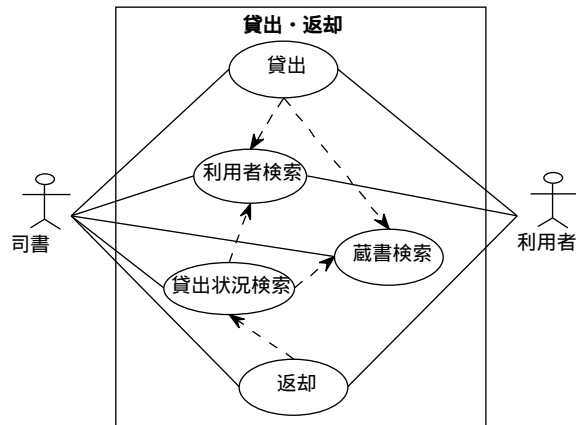 貸出・返却
貸出
利用者検索
司書
利用者
蔵書検索
貸出状況検索
返却